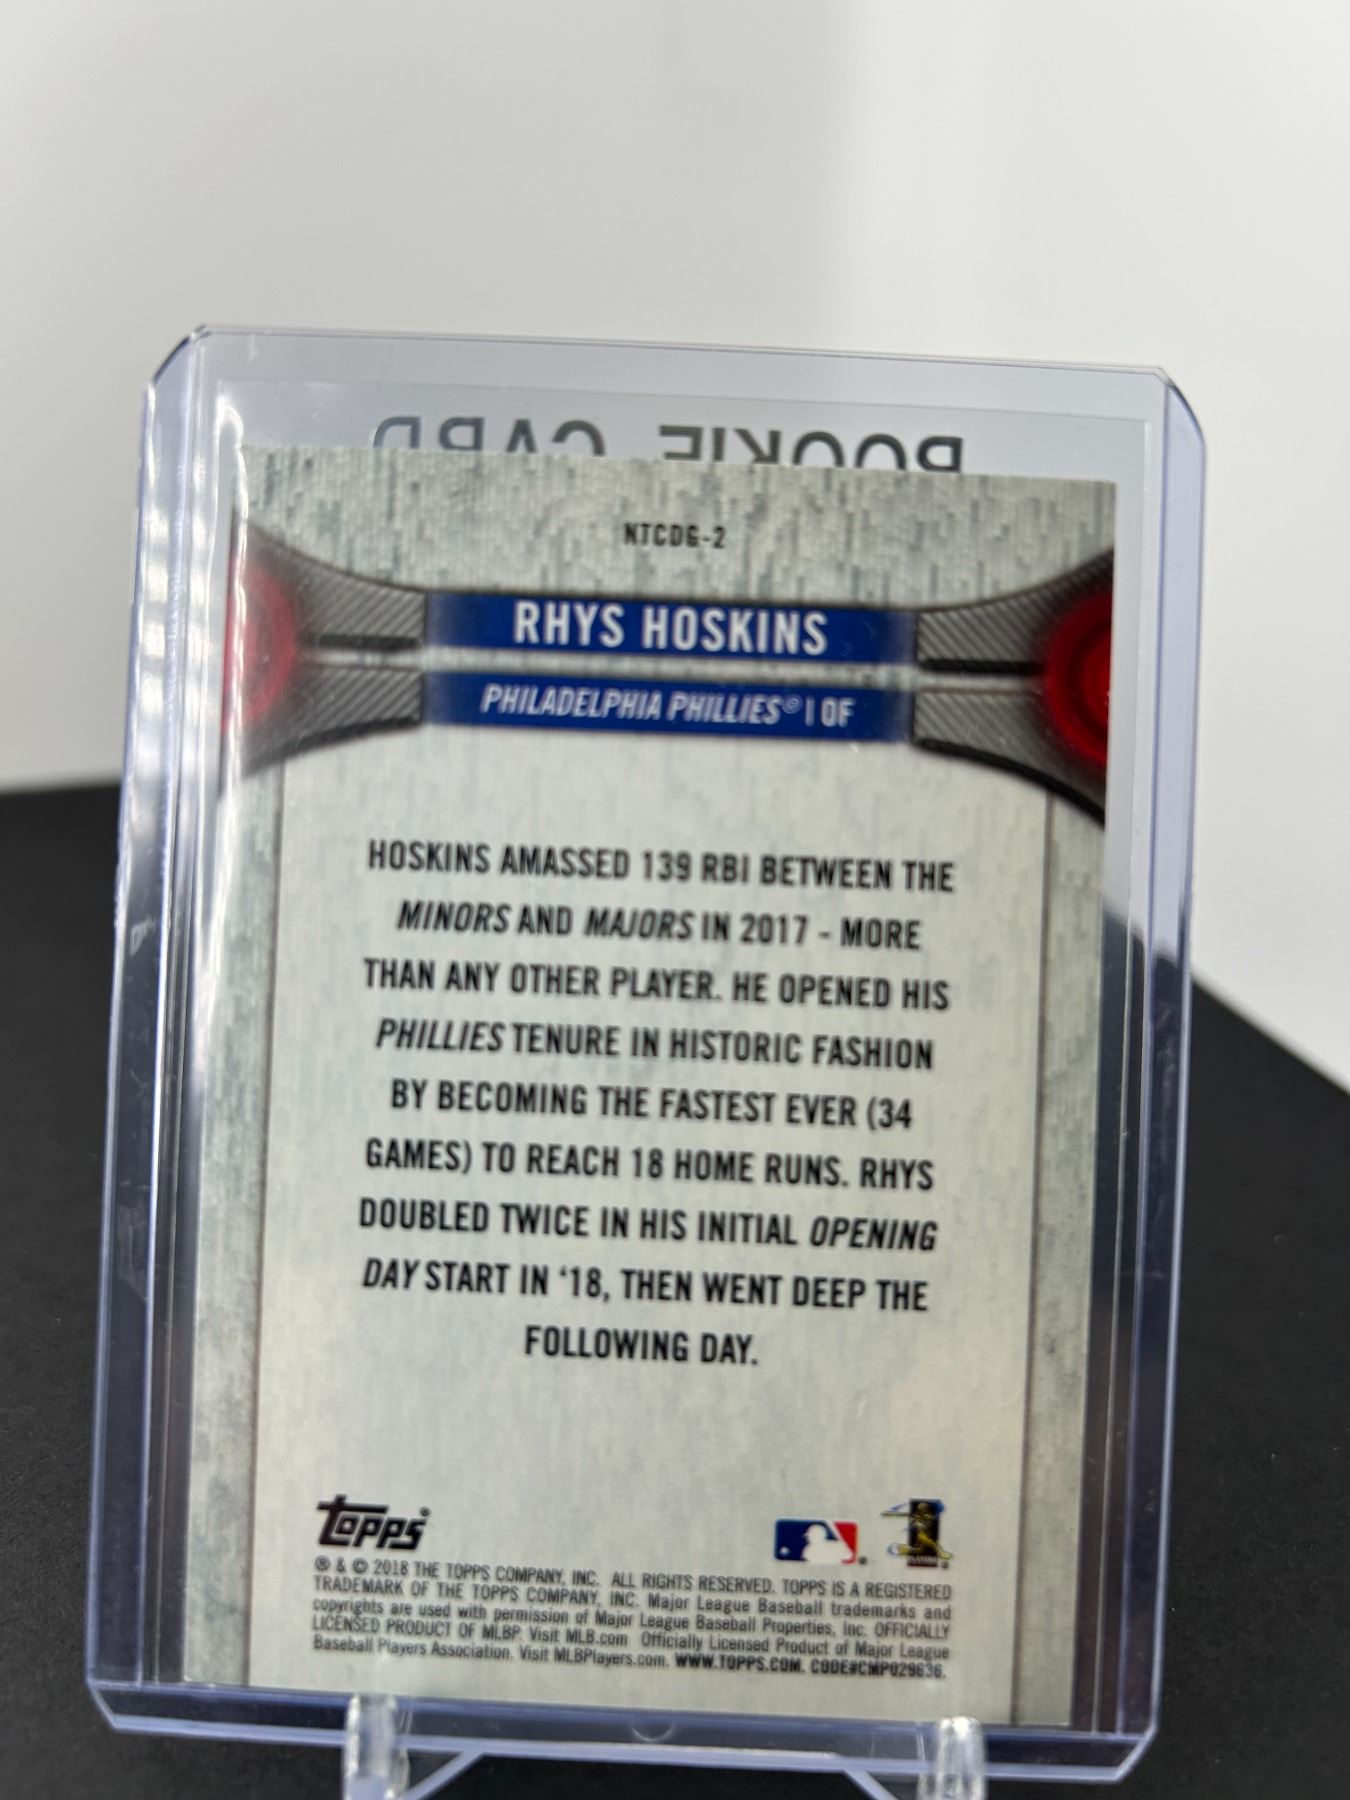 ROOKIE CARD
NTCDG-2
RHYS HOSKINS
PHILADELPHIA PHILLIES® | OF
HOSKINS AMASSED 139 RBI BETWEEN THE
MINORS AND MAJORS IN 2017 - MORE
THAN ANY OTHER PLAYER. HE OPENED HIS
PHILLIES TENURE IN HISTORIC FASHION
BY BECOMING THE FASTEST EVER (34
GAMES) TO REACH 18 HOME RUNS. RHYS
DOUBLED TWICE IN HIS INITIAL OPENING
DAY START IN '18, THEN WENT DEEP THE
FOLLOWING DAY.
Topps
® & © 2018 THE TOPPS COMPANY, INC. ALL RIGHTS RESERVED. TOPPS IS A REGISTERED
TRADEMARK OF THE TOPPS COMPANY, INC. Major League Baseball trademarks and
copyrights are used with permission of Major League Baseball Properties, Inc. OFFICIALLY
LICENSED PRODUCT OF MLBP. Visit MLB.com Officially Licensed Product of Major League
Baseball Players Association. Visit MLBPlayers.com. WWW.TOPPS.COM. CODE#CMP029636.